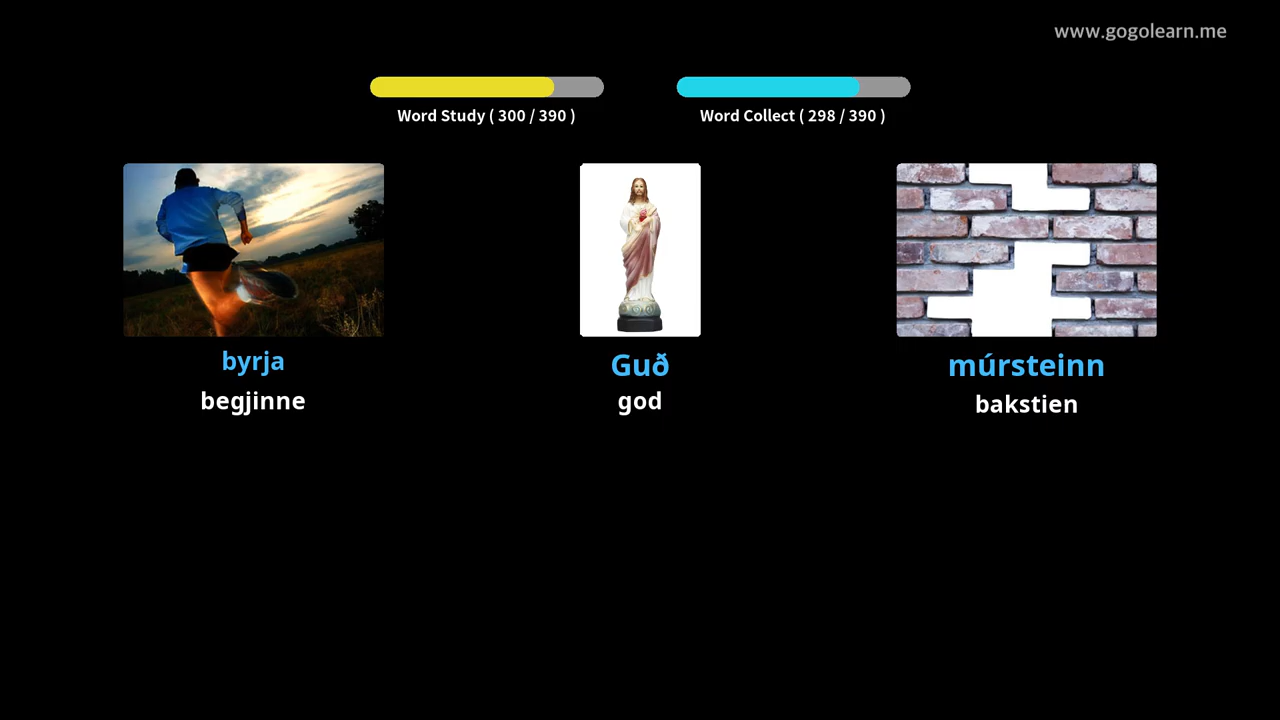 www.gogolearn.me
Word Study ( 300 / 390 )
Word Collect ( 298 / 390 )
byrja
begjinne
Guð
god
múrsteinn
bakstien